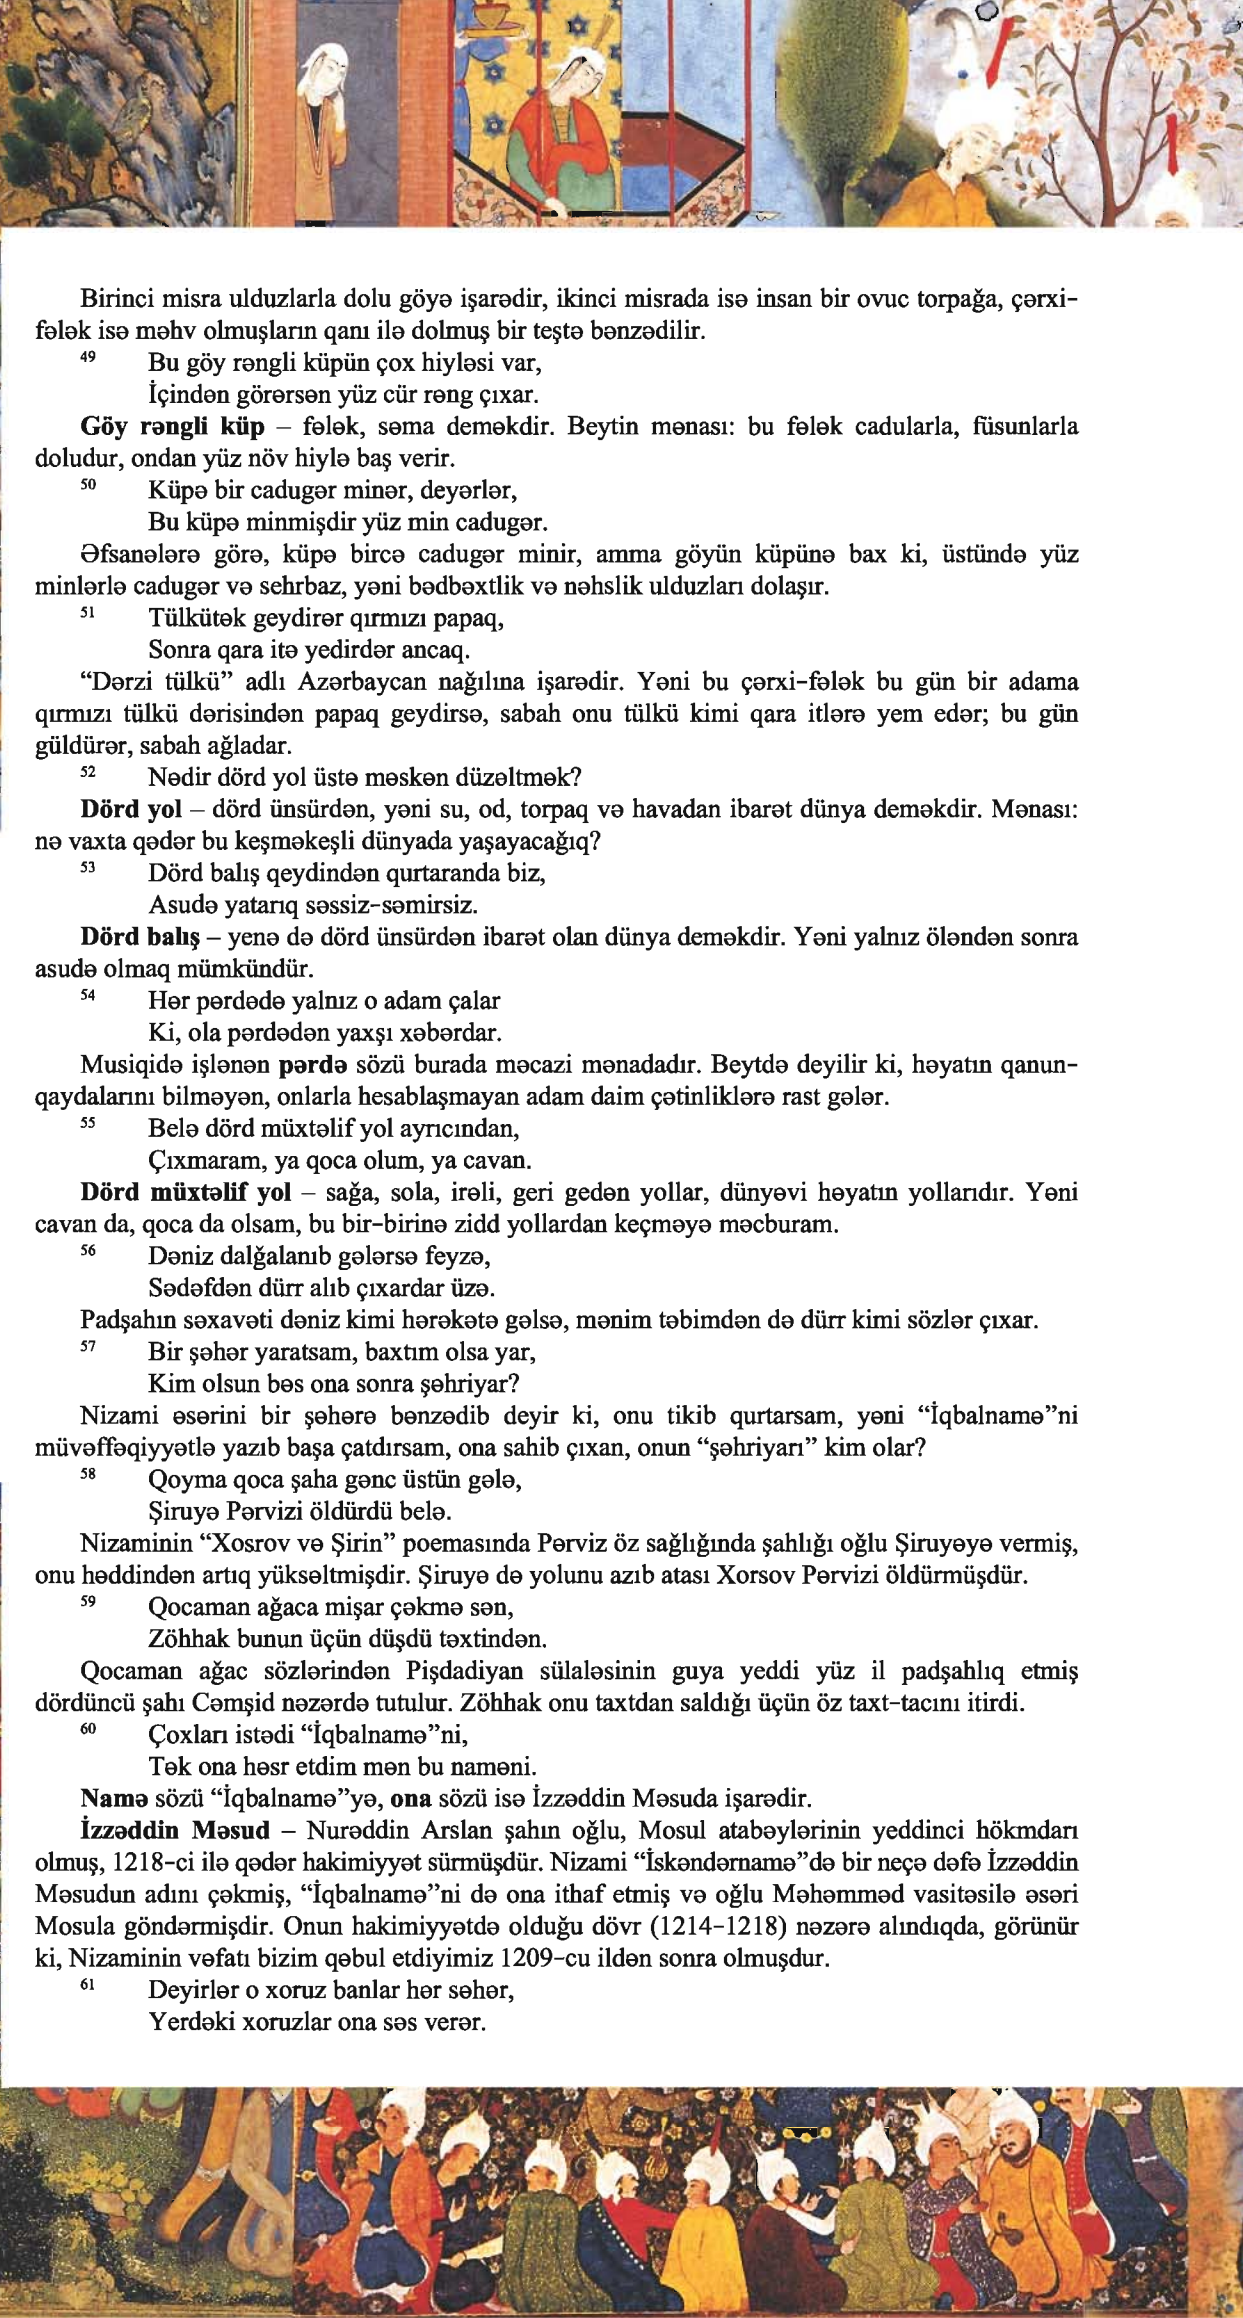 Birinci misra ulduzlarla dolu göyə işarədir, ikinci misrada isə insan bir ovuc torpağa, çərxi-
fələk isə məhv olmuşların qanı ilə dolmuş bir teştə bənzədilir.
49 Bu göy rəngli küpün çox hiyləsi var,
İçindən görərsən yüz cür rəng çıxar.
Göy rəngli küp – fələk, səma deməkdir. Beytin mənası: bu fələk cadularla, füsunlarla
doludur, ondan yüz növ hiylə baş verir.
50 Küpə bir cadugər minər, deyərlər,
Bu küpə minmişdir yüz min cadugər.
Əfsanələrə görə, küpə bircə cadugər minir, amma göyün küpünə bax ki, üstündə yüz
minlərlə cadugər və sehrbaz, yəni bədbəxtlik və nəhslik ulduzları dolaşır.
51 Tülkütək geydirər qırmızı papaq,
Sonra qara itə yedirdər ancaq.
“Dərzi tülkü” adlı Azərbaycan nağılına işarədir. Yəni bu çərxi-fələk bu gün bir adama
qırmızı tülkü dərisindən papaq geydirsə, sabah onu tülkü kimi qara itlərə yem edər; bu gün
güldürər, sabah ağladar.
52 Nədir dörd yol üstə məskən düzəltmək?
Dörd yol – dörd ünsürdən, yəni su, od, torpaq və havadan ibarət dünya deməkdir. Mənası:
nə vaxta qədər bu keşməkeşli dünyada yaşayacağıq?
53 Dörd balış qeydindən qurtaranda biz,
Asudə yatarıq səssiz-səmirsiz.
Dörd balış – yenə də dörd ünsürdən ibarət olan dünya deməkdir. Yəni yalnız öləndən sonra
asudə olmaq mümkündür.
54 Hər pərdədə yalnız o adam çalar
Ki, ola pərdədən yaxşı xəbərdar.
Musiqidə işlənən pərdə sözü burada məcazi mənadadır. Beytdə deyilir ki, həyatın qanun-
qaydalarını bilməyən, onlarla hesablaşmayan adam daim çətinliklərə rast gələr.
55 Belə dörd müxtəlif yol ayrıcından,
Çıxmaram, ya qoca olum, ya cavan.
Dörd müxtəlif yol – sağa, sola, irəli, geri gedən yollar, dünyəvi həyatın yollarıdır. Yəni
cavan da, qoca da olsam, bu bir-birinə zidd yollardan keçməyə məcburam.
56 Dəniz dalğalanıb gələrsə feyzə,
Sədəfdən dürr alıb çıxardar üzə.
Padşahın səxavəti dəniz kimi hərəkətə gəlsə, mənim təbimdən də dürr kimi sözlər çıxar.
57 Bir şəhər yaratsam, baxtım olsa yar,
Kim olsun bəs ona sonra şəhriyar?
Nizami əsərini bir şəhərə bənzədib deyir ki, onu tikib qurtarsam, yəni “İqbalnamə”ni
müvəffəqiyyətlə yazıb başa çatdırsam, ona sahib çıxan, onun “şəhriyarı” kim olar?
58 Qoyma qoca şaha gənc üstün gələ,
Şiruyə Pərvizi öldürdü belə.
Nizaminin “Xosrov və Şirin” poemasında Pərviz öz sağlığında şahlığı oğlu Şiruyəyə vermiş,
onu həddindən artıq yüksəltmişdir. Şiruyə də yolunu azıb atası Xorsov Pərvizi öldürmüşdür.
59 Qocaman ağaca mişar çəkmə sən,
Zöhhak bunun üçün düşdü təxtindən.
Qocaman ağac sözlərindən Pişdadiyan sülaləsinin guya yeddi yüz il padşahlıq etmiş
dördüncü şahı Cəmşid nəzərdə tutulur. Zöhhak onu taxtdan saldığı üçün öz taxt-tacını itirdi.
60 Çoxları istədi “İqbalnamə”ni,
Tək ona həsr etdim mən bu naməni.
Namə sözü “İqbalnamə”yə, ona sözü isə İzzəddin Məsuda işarədir.
İzzəddin Məsud – Nurəddin Arslan şahın oğlu, Mosul atabəylərinin yeddinci hökmdarı
olmuş, 1218-ci ilə qədər hakimiyyət sürmüşdür. Nizami “İskəndərnamə”də bir neçə dəfə İzzəddin
Məsudun adını çəkmiş, “İqbalnamə”ni də ona ithaf etmiş və oğlu Məhəmməd vasitəsilə əsəri
Mosula göndərmişdir. Onun hakimiyyətdə olduğu dövr (1214-1218) nəzərə alındıqda, görünür
ki, Nizaminin vəfatı bizim qəbul etdiyimiz 1209-cu ildən sonra olmuşdur.
61 Deyirlər o xoruz banlar hər səhər,
Yerdəki xoruzlar ona səs verər.